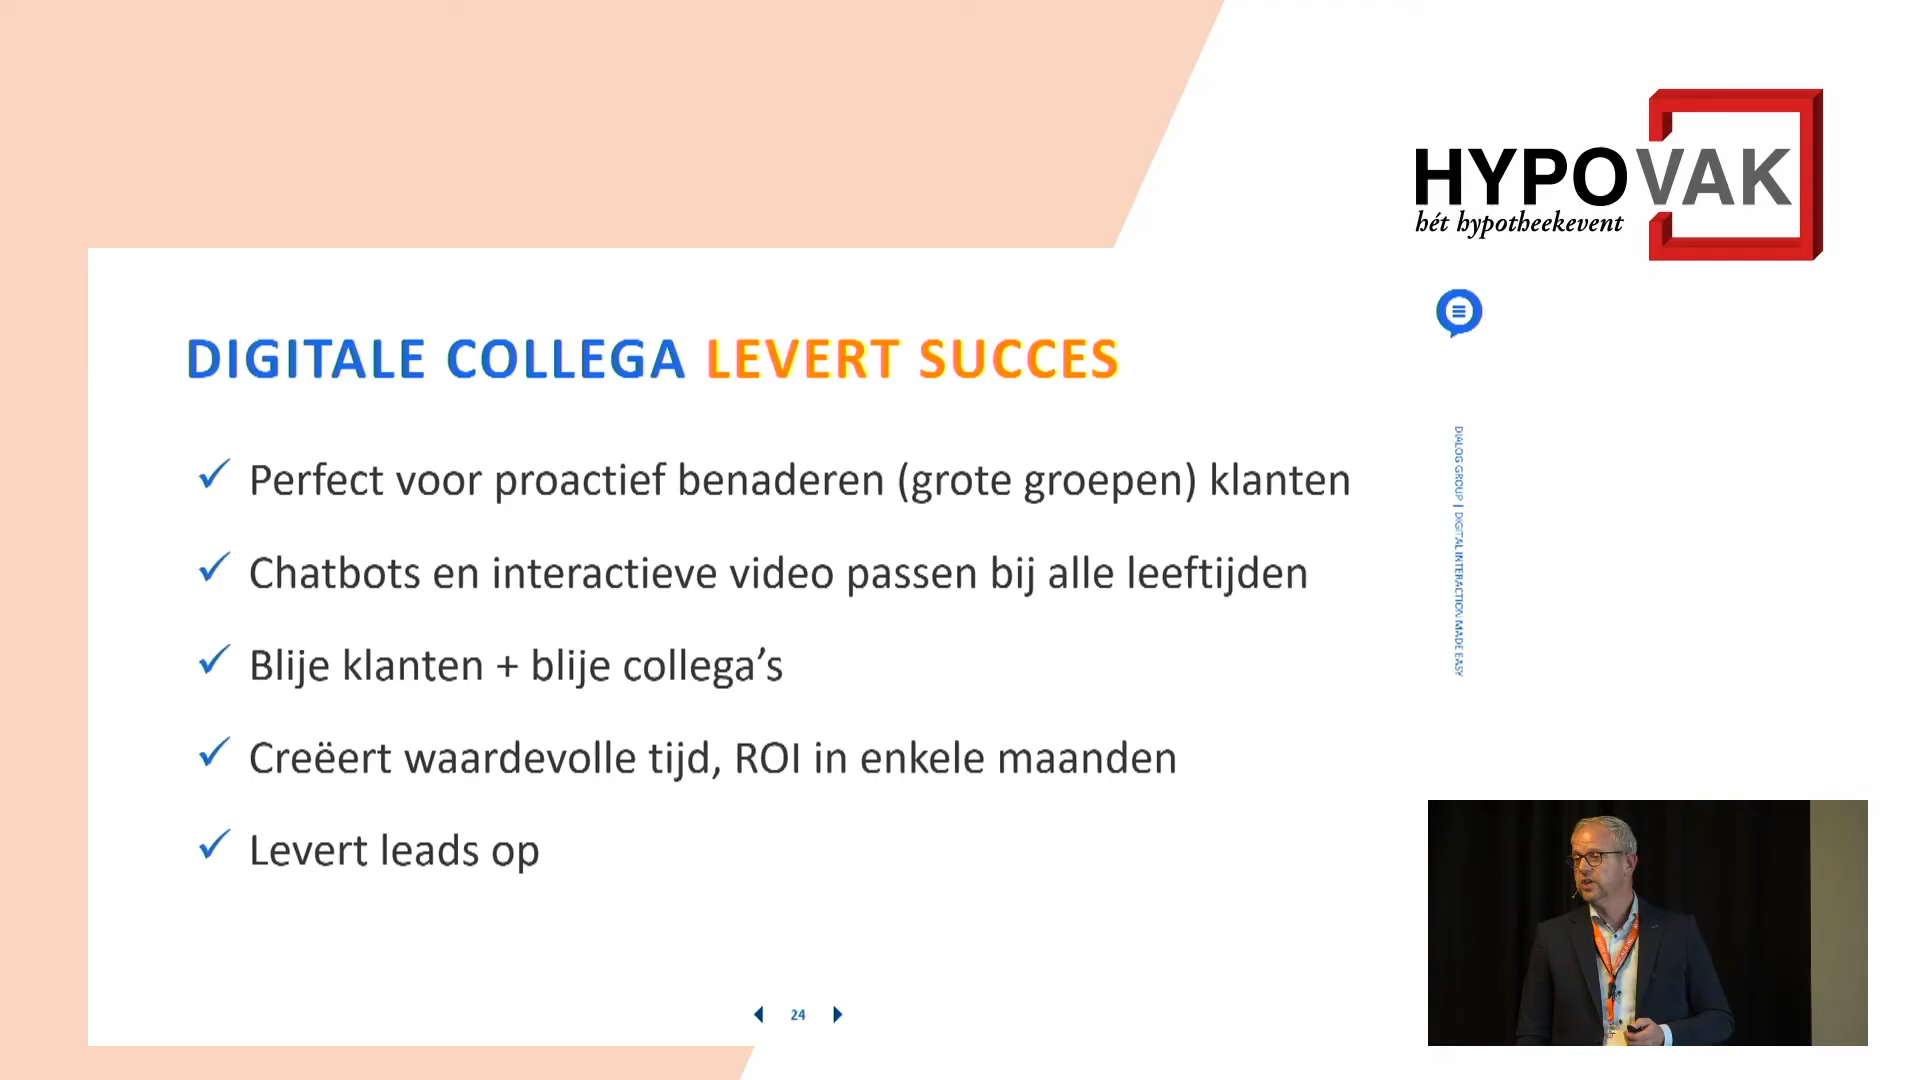 HYPOVAK
hét hypotheekevent
DIGITALE COLLEGA LEVERT SUCCES
Perfect voor proactief benaderen (grote groepen) klanten
Chatbots en interactieve video passen bij alle leeftijden
Blije klanten + blije collega’s
Creëert waardevolle tijd, ROI in enkele maanden
Levert leads op
DIALOG GROUP | DIGITAL INTERACTION MADE EASY
24